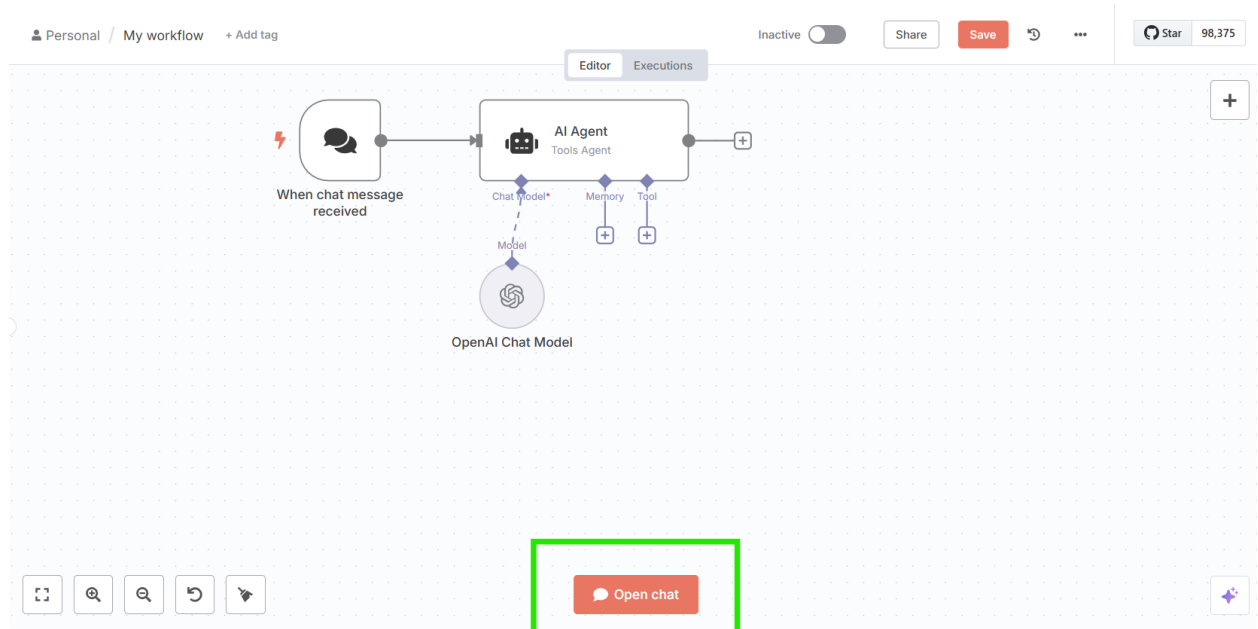 Personal / My workflow + Add tag
Inactive
Share
Save
Star 98,375
Editor Executions
AI Agent
Tools Agent
When chat message
received
Chat Model*
Memory
Tool
Model
OpenAI Chat Model
Open chat